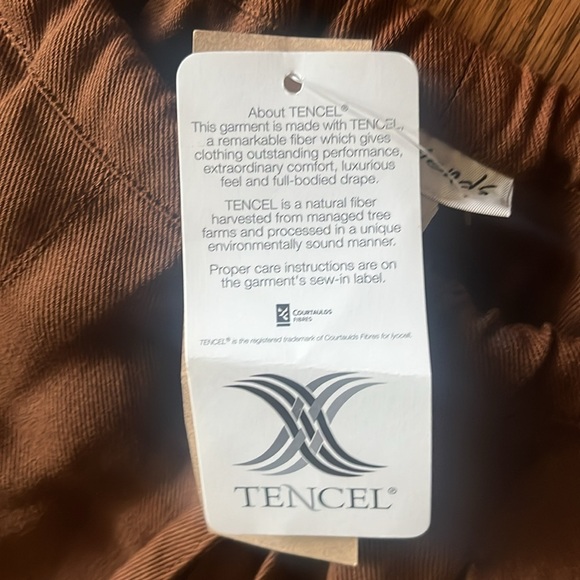 About TENCEL®
This garment is made with TENCEL,
a remarkable fiber which gives
clothing outstanding performance,
extraordinary comfort, luxurious
feel and full-bodied drape.
TENCEL is a natural fiber
harvested from managed tree
farms and processed in a unique
environmentally sound manner.
Proper care instructions are on
the garment's sew-in label.
COURTAULDS
FIBRES
TENCEL® is the registered trademark of Courtaulds Fibres for lyocell.
TENCEL®